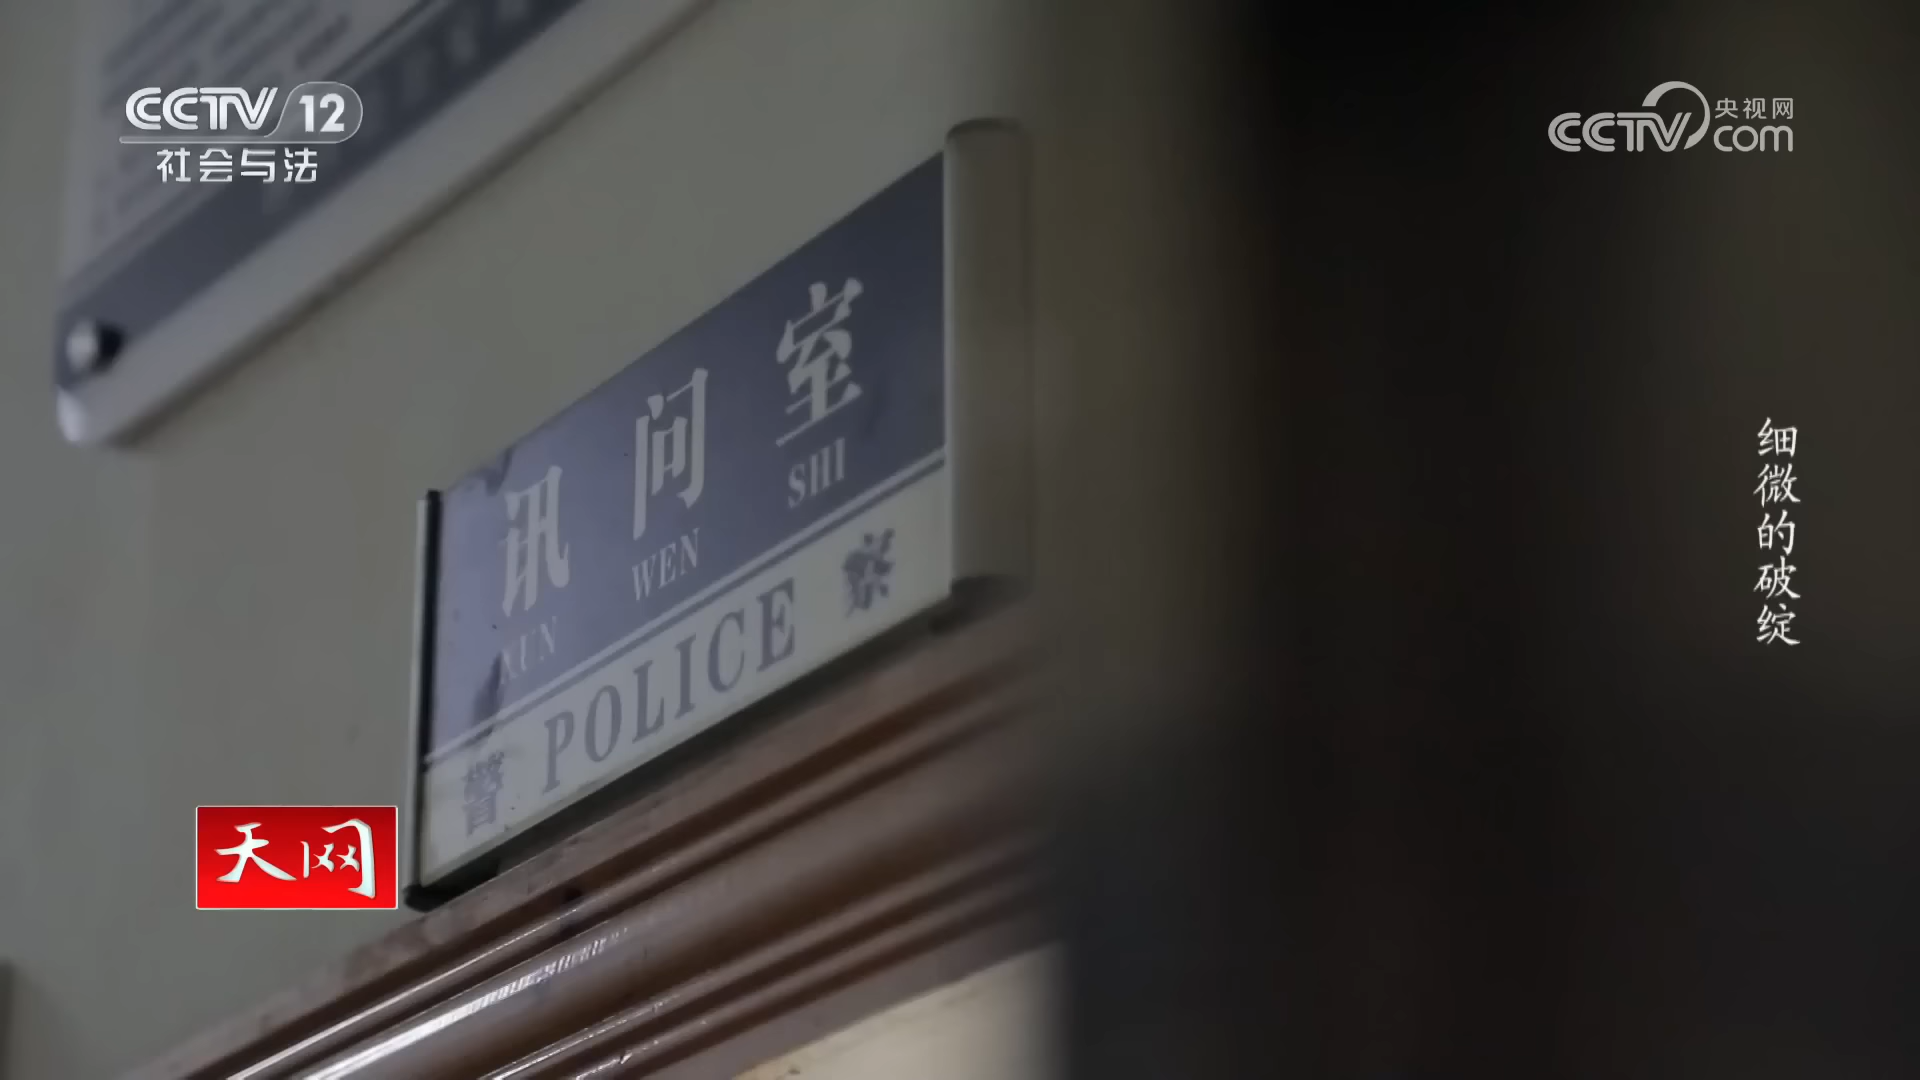 CCTV 12
社会与法
央视网
CCTV com
讯问室
XUN WEN SHI
警 POLICE 察
细微的破绽
天网